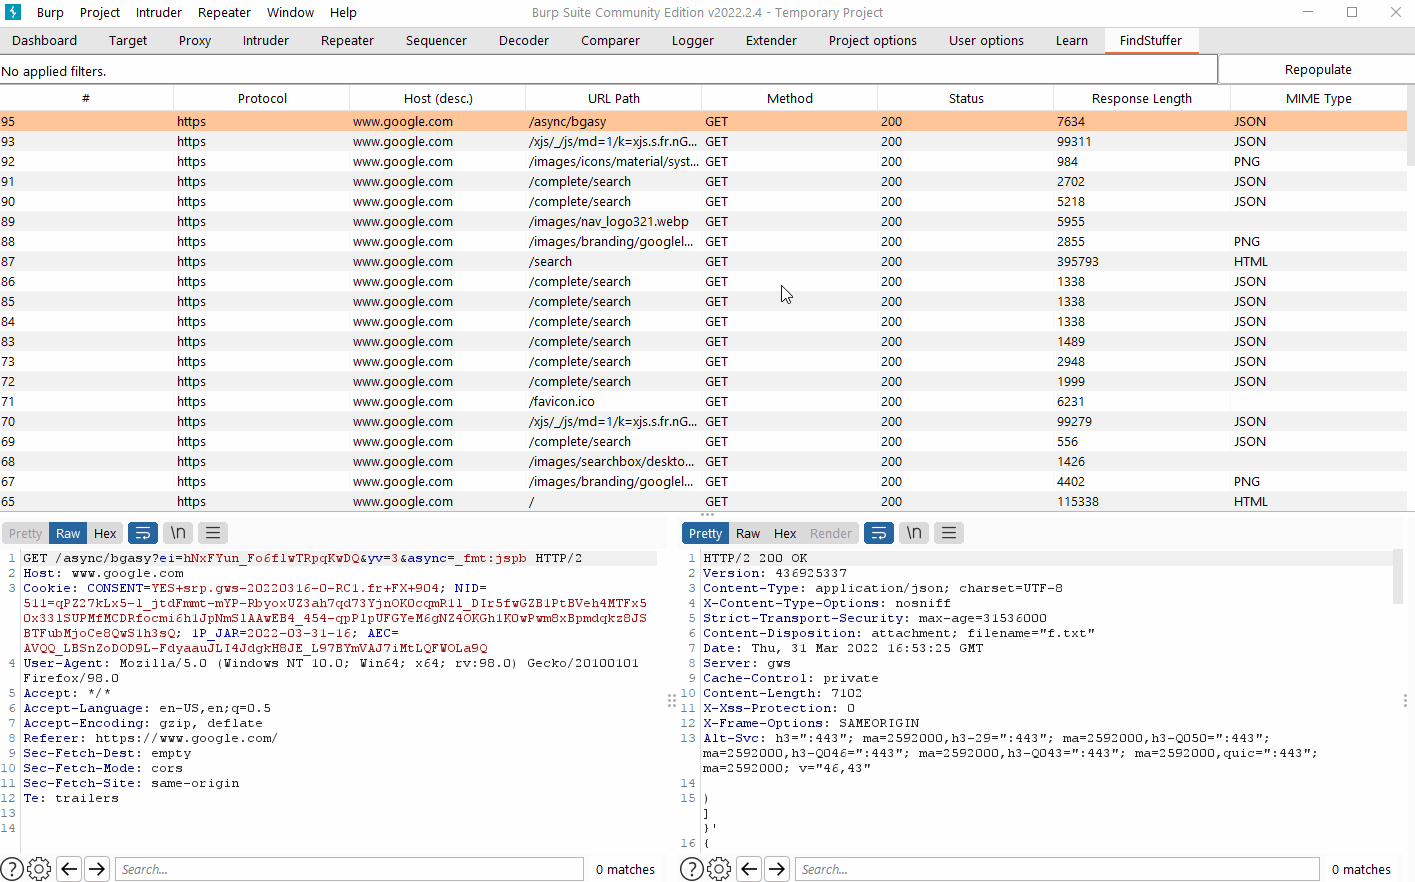 Burp Project Intruder Repeater Window Help Burp Suite Community Edition v2022.2.4 - Temporary Project
Dashboard Target Proxy Intruder Repeater Sequencer Decoder Comparer Logger Extender Project options User options Learn FindStuffer
No applied filters. Repopulate
# Protocol Host (desc.) URL Path Method Status Response Length MIME Type
95 https www.google.com /async/bgasy GET 200 7634 JSON
93 https www.google.com /xjs/_/js/md=1/k=xjs.s.fr.nG... GET 200 99311 JSON
92 https www.google.com /images/icons/material/syst... GET 200 984 PNG
91 https www.google.com /complete/search GET 200 2702 JSON
90 https www.google.com /complete/search GET 200 5218 JSON
89 https www.google.com /images/nav_logo321.webp GET 200 5955
88 https www.google.com /images/branding/googlel... GET 200 2855 PNG
87 https www.google.com /search GET 200 395793 HTML
86 https www.google.com /complete/search GET 200 1338 JSON
85 https www.google.com /complete/search GET 200 1338 JSON
84 https www.google.com /complete/search GET 200 1338 JSON
83 https www.google.com /complete/search GET 200 1489 JSON
73 https www.google.com /complete/search GET 200 2948 JSON
72 https www.google.com /complete/search GET 200 1999 JSON
71 https www.google.com /favicon.ico GET 200 6231
70 https www.google.com /xjs/_/js/md=1/k=xjs.s.fr.nG... GET 200 99279 JSON
69 https www.google.com /complete/search GET 200 556 JSON
68 https www.google.com /images/searchbox/deskto... GET 200 1426
67 https www.google.com /images/branding/googlel... GET 200 4402 PNG
65 https www.google.com / GET 200 115338 HTML
Pretty Raw Hex \n
1 GET /async/bgasy?ei=hNxFYun_Fo6flwTRpqKwDQ&yv=3&async=_fmt:jspb HTTP/2
2 Host: www.google.com
3 Cookie: CONSENT=YES+srp.gws-20220316-0-RC1.fr+FX+904; NID=
511=qPZ27kLx5-l_jtdFmmt-mYP-RbyoxUZ3ah7qd73YjnOK0cqmR1l_DIr5fwGZB1PtBVeh4MTFx5
0x331SUPMfMCDRfocmi6h1JpNmS1AAwEB4_454-qpPlpUFGYeM6gNZ4OKGh1K0wPwm8xBpmdqkz8JS
BTFubMjoCe8QwS1h3sQ; 1P_JAR=2022-03-31-16; AEC=
AVQQ_LBSnZoDOD9L-FdyaauJLI4JdgkH8JE_L97BYmVAJ7iMtLQFWOLa9Q
4 User-Agent: Mozilla/5.0 (Windows NT 10.0; Win64; x64; rv:98.0) Gecko/20100101
Firefox/98.0
5 Accept: */*
6 Accept-Language: en-US,en;q=0.5
7 Accept-Encoding: gzip, deflate
8 Referer: https://www.google.com/
9 Sec-Fetch-Dest: empty
10 Sec-Fetch-Mode: cors
11 Sec-Fetch-Site: same-origin
12 Te: trailers
13
14
? Search... 0 matches
Pretty Raw Hex Render \n
1 HTTP/2 200 OK
2 Version: 436925337
3 Content-Type: application/json; charset=UTF-8
4 X-Content-Type-Options: nosniff
5 Strict-Transport-Security: max-age=31536000
6 Content-Disposition: attachment; filename="f.txt"
7 Date: Thu, 31 Mar 2022 16:53:25 GMT
8 Server: gws
9 Cache-Control: private
10 Content-Length: 7102
11 X-Xss-Protection: 0
12 X-Frame-Options: SAMEORIGIN
13 Alt-Svc: h3=":443"; ma=2592000,h3-29=":443"; ma=2592000,h3-Q050=":443";
ma=2592000,h3-Q046=":443"; ma=2592000,h3-Q043=":443"; ma=2592000,quic=":443";
ma=2592000; v="46,43"
14
15 )
]
}'
16 {
? Search... 0 matches